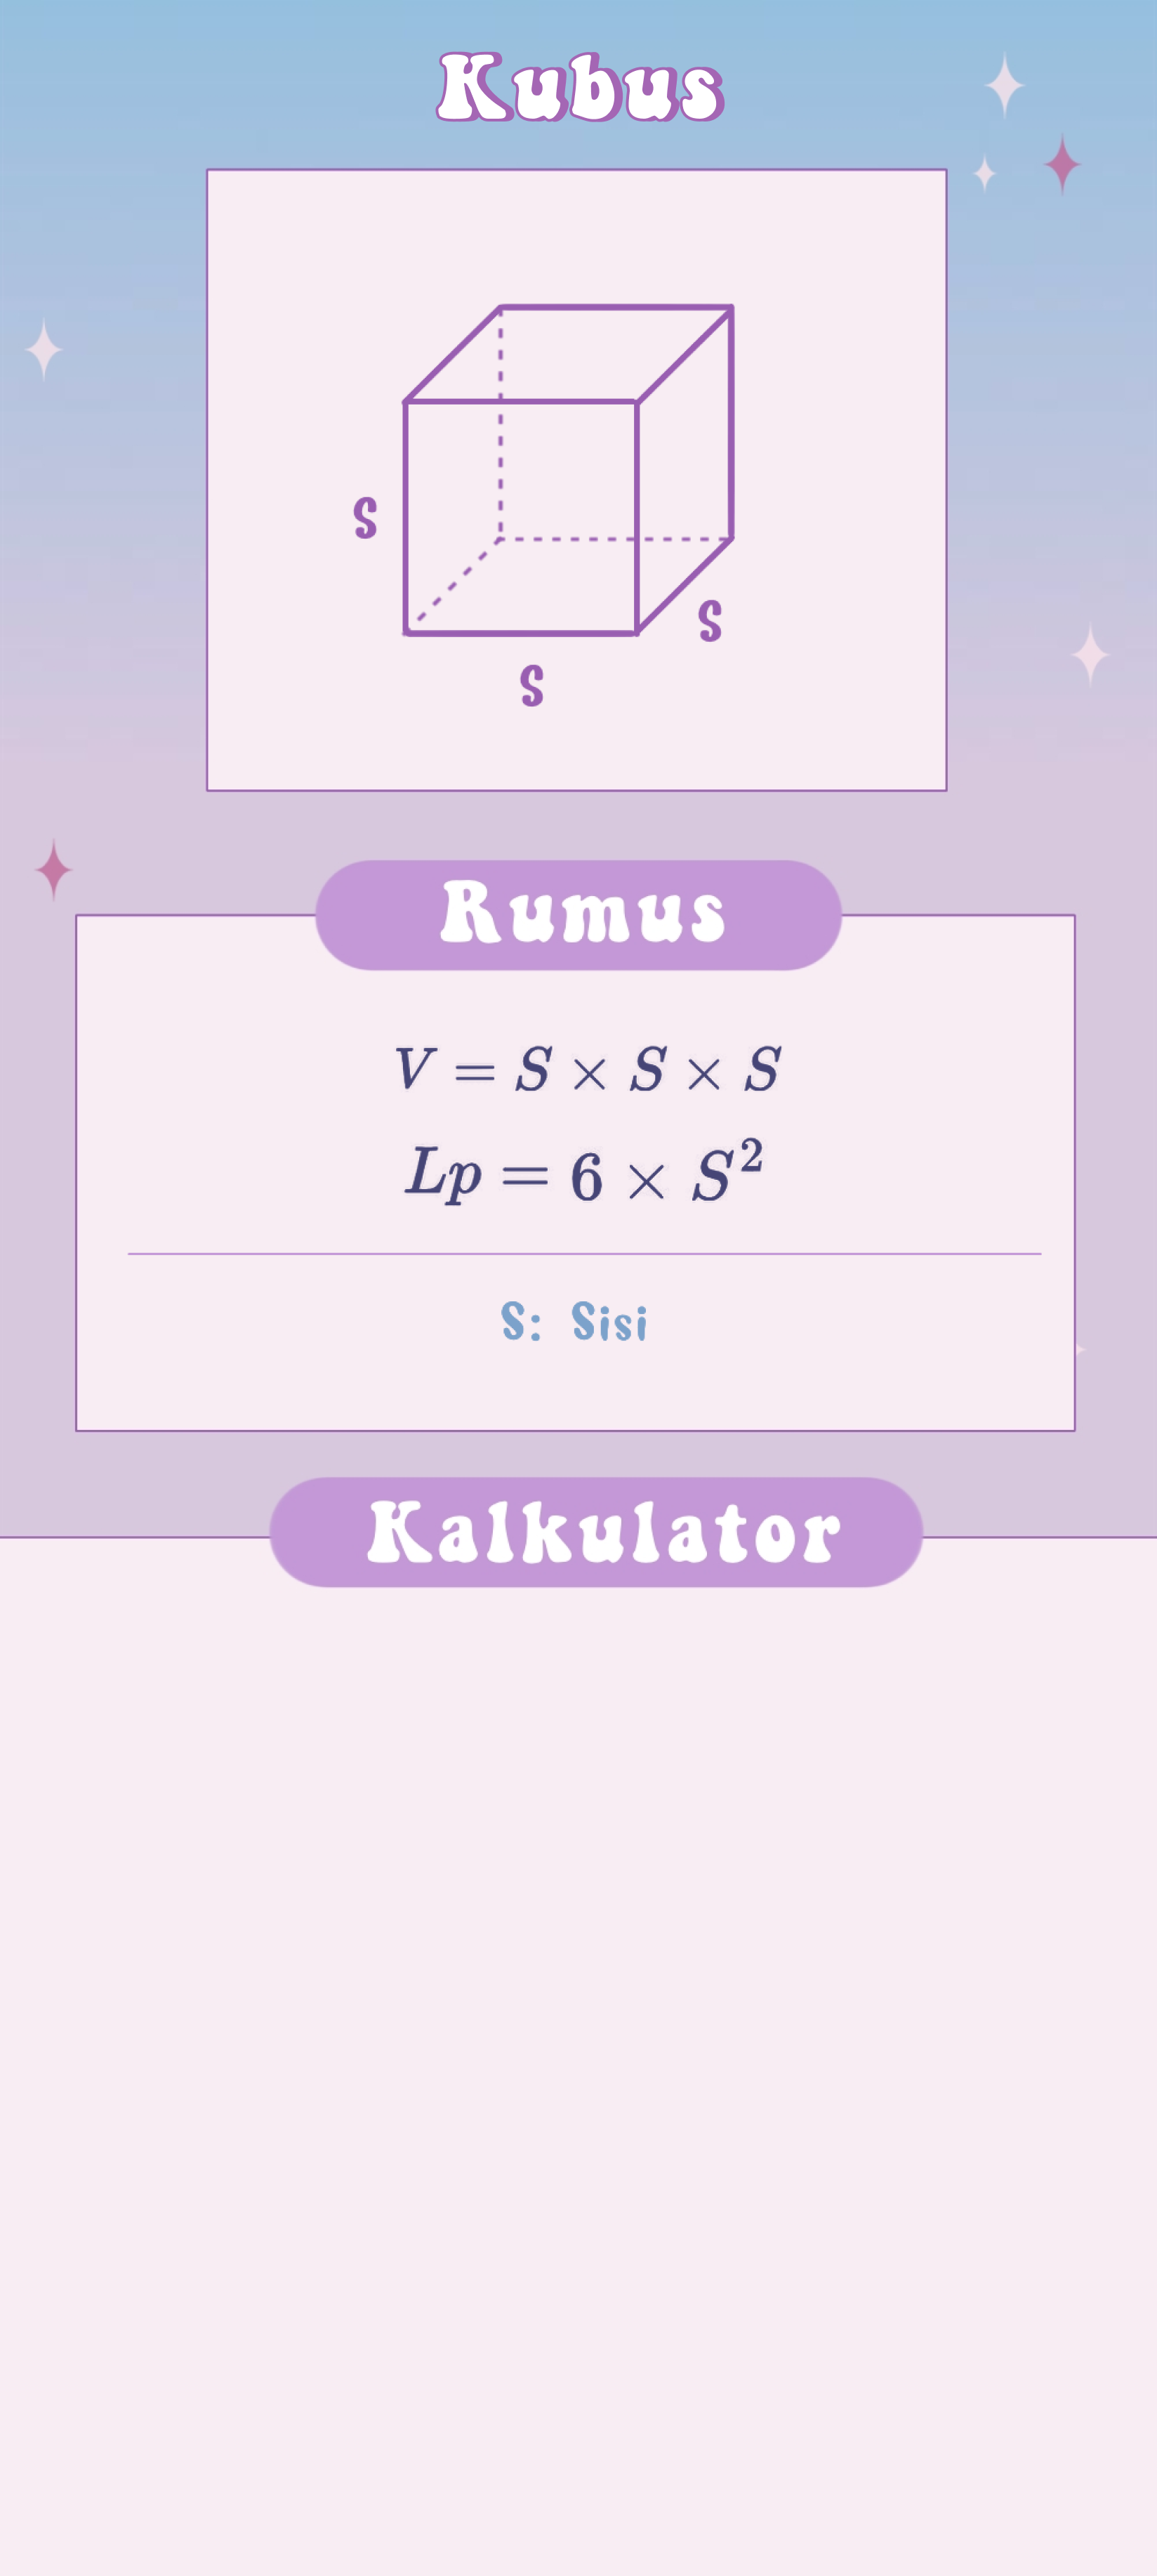 Kubus
S
S
S
Rumus
V = S × S × S
Lp = 6 × S²
S: Sisi
Kalkulator